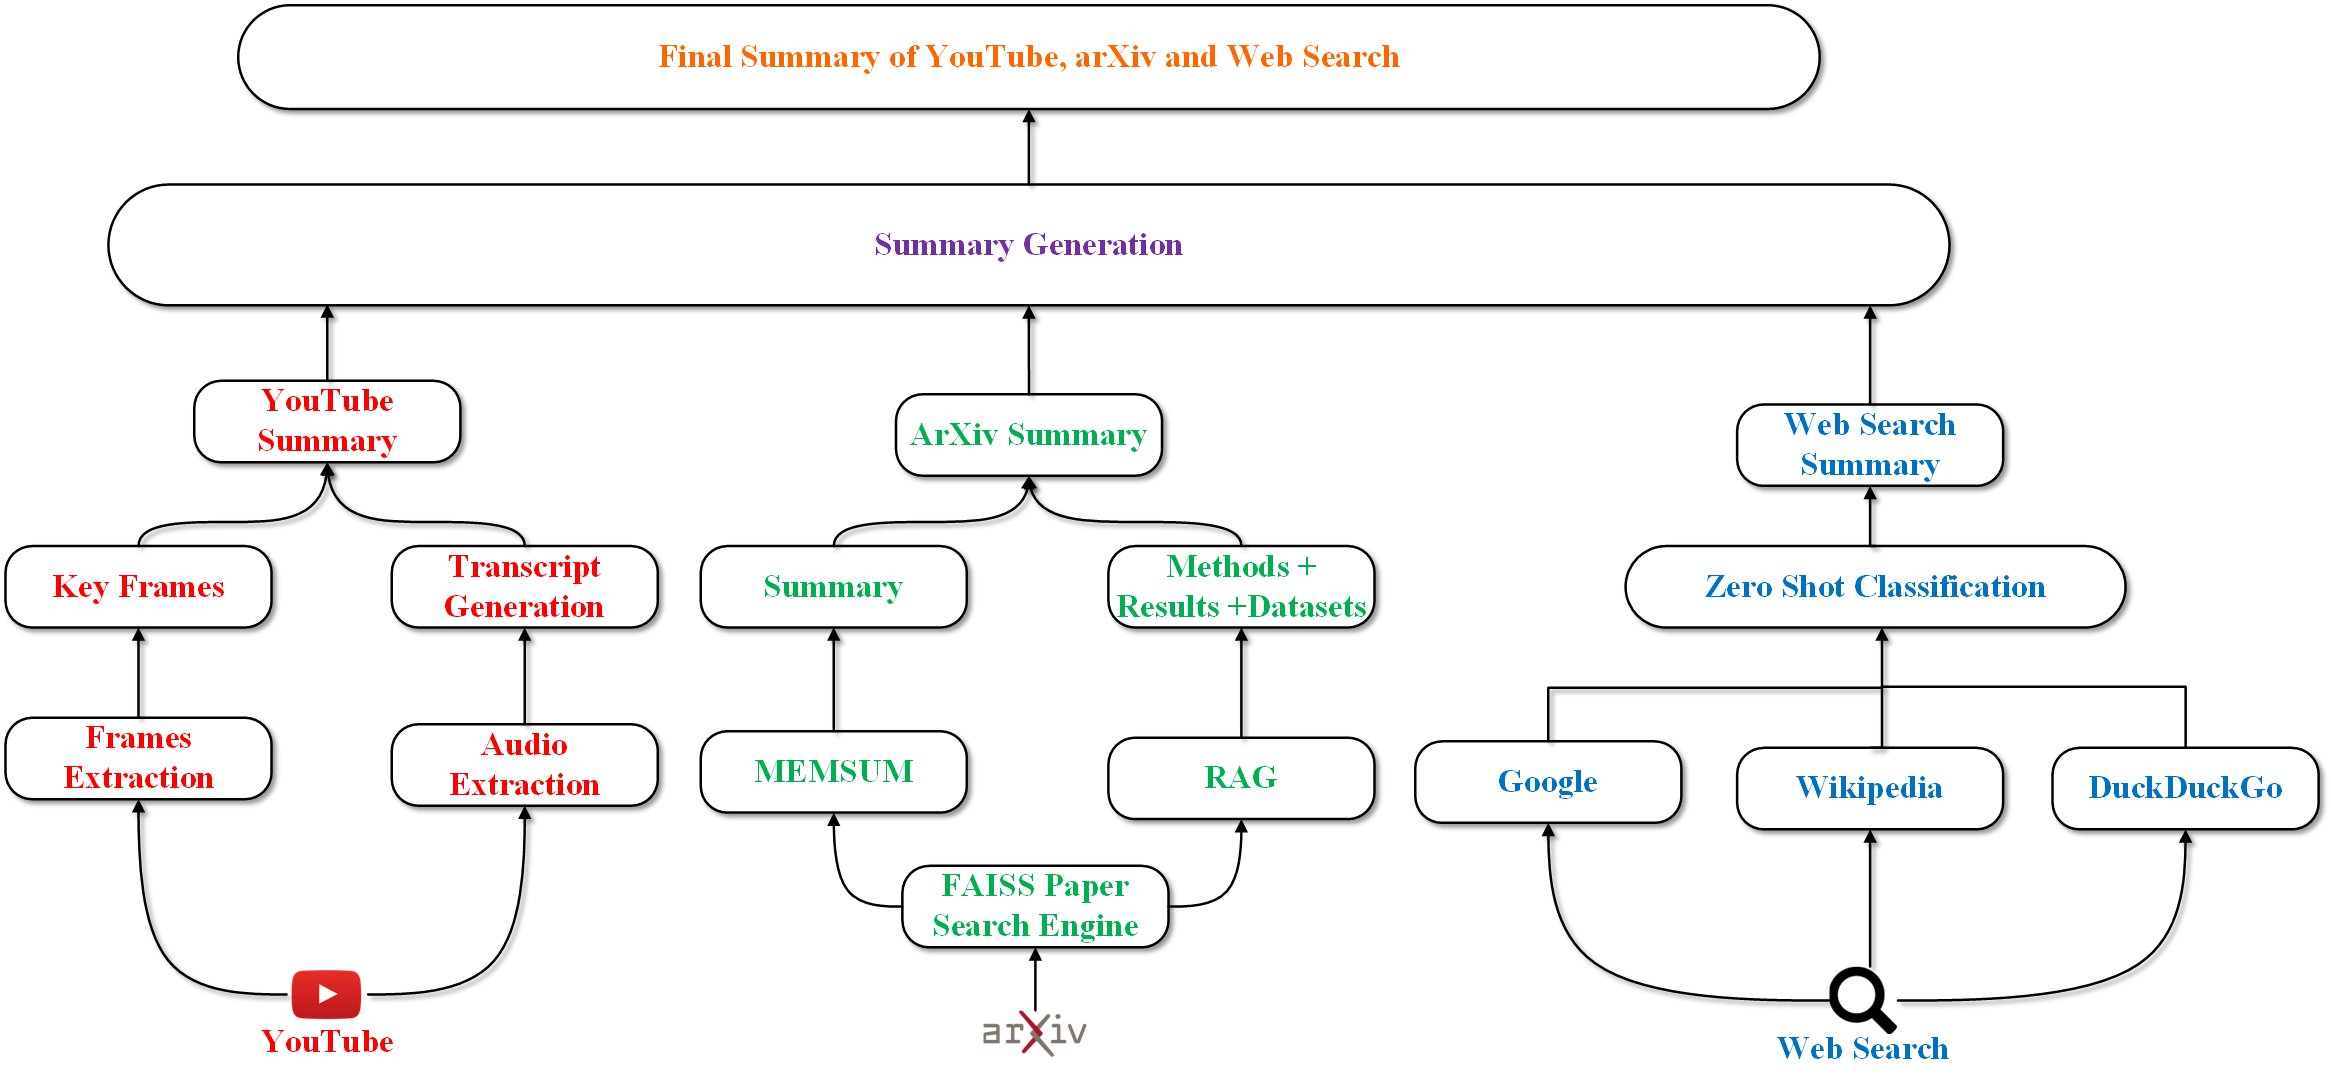 Final Summary of YouTube, arXiv and Web Search
Summary Generation
YouTube
Summary
ArXiv Summary
Web Search
Summary
Key Frames
Transcript
Generation
Summary
Methods +
Results +Datasets
Zero Shot Classification
Frames
Extraction
Audio
Extraction
MEMSUM
RAG
Google
Wikipedia
DuckDuckGo
FAISS Paper
Search Engine
YouTube
arXiv
Web Search